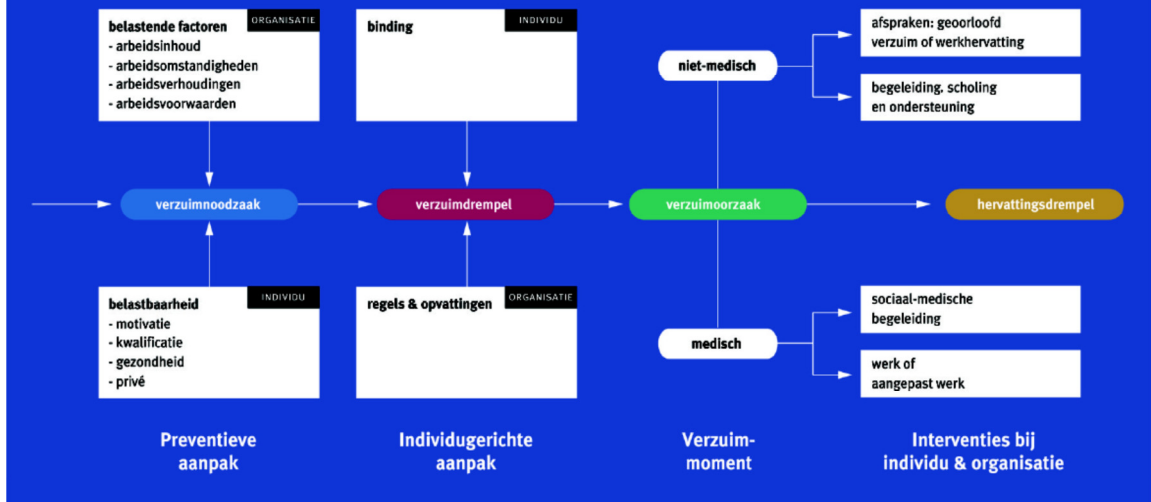 ORGANISATIE
belastende factoren
- arbeidsinhoud
- arbeidsomstandigheden
- arbeidsverhoudingen
- arbeidsvoorwaarden
INDIVIDU
binding
niet-medisch
afspraken: geoorloofd
verzuim of werkhervatting
begeleiding, scholing
en ondersteuning
verzuimnoodzaak
verzuimdrempel
verzuimoorzaak
hervattingsdrempel
INDIVIDU
belastbaarheid
- motivatie
- kwalificatie
- gezondheid
- privé
ORGANISATIE
regels & opvattingen
medisch
sociaal-medische
begeleiding
werk of
aangepast werk
Preventieve
aanpak
Individugerichte
aanpak
Verzuim-
moment
Interventies bij
individu & organisatie